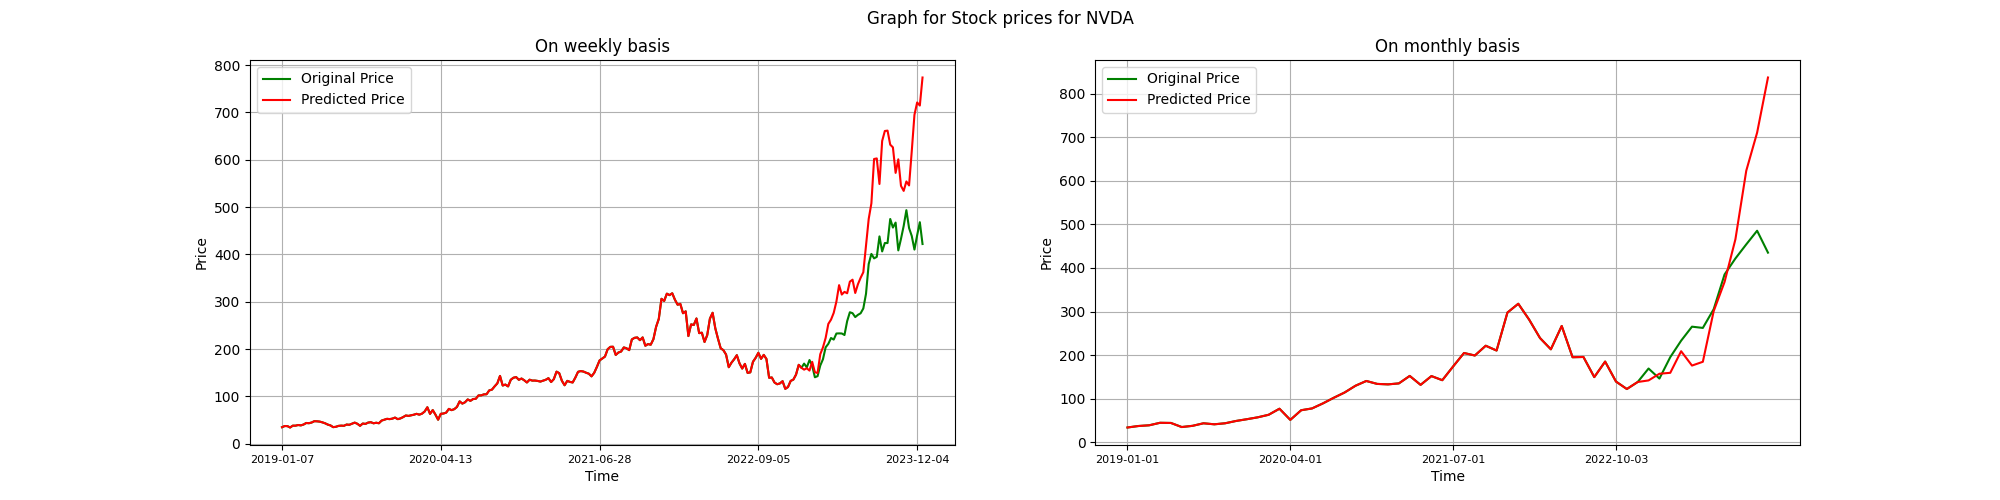 Graph for Stock prices for NVDA
On weekly basis
Original Price
Predicted Price
800
700
600
500
400
300
200
100
0
Price
2019-01-07 2020-04-13 2021-06-28 2022-09-05 2023-12-04
Time
On monthly basis
Original Price
Predicted Price
800
700
600
500
400
300
200
100
0
Price
2019-01-01 2020-04-01 2021-07-01 2022-10-03
Time